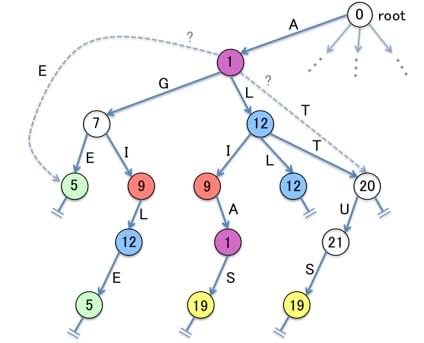 A 0 root
?
1
E ?
G L
T
7 12
T
E I I L
5 9 9 12 20
L A U
12 1 21
E S S
5 19 19